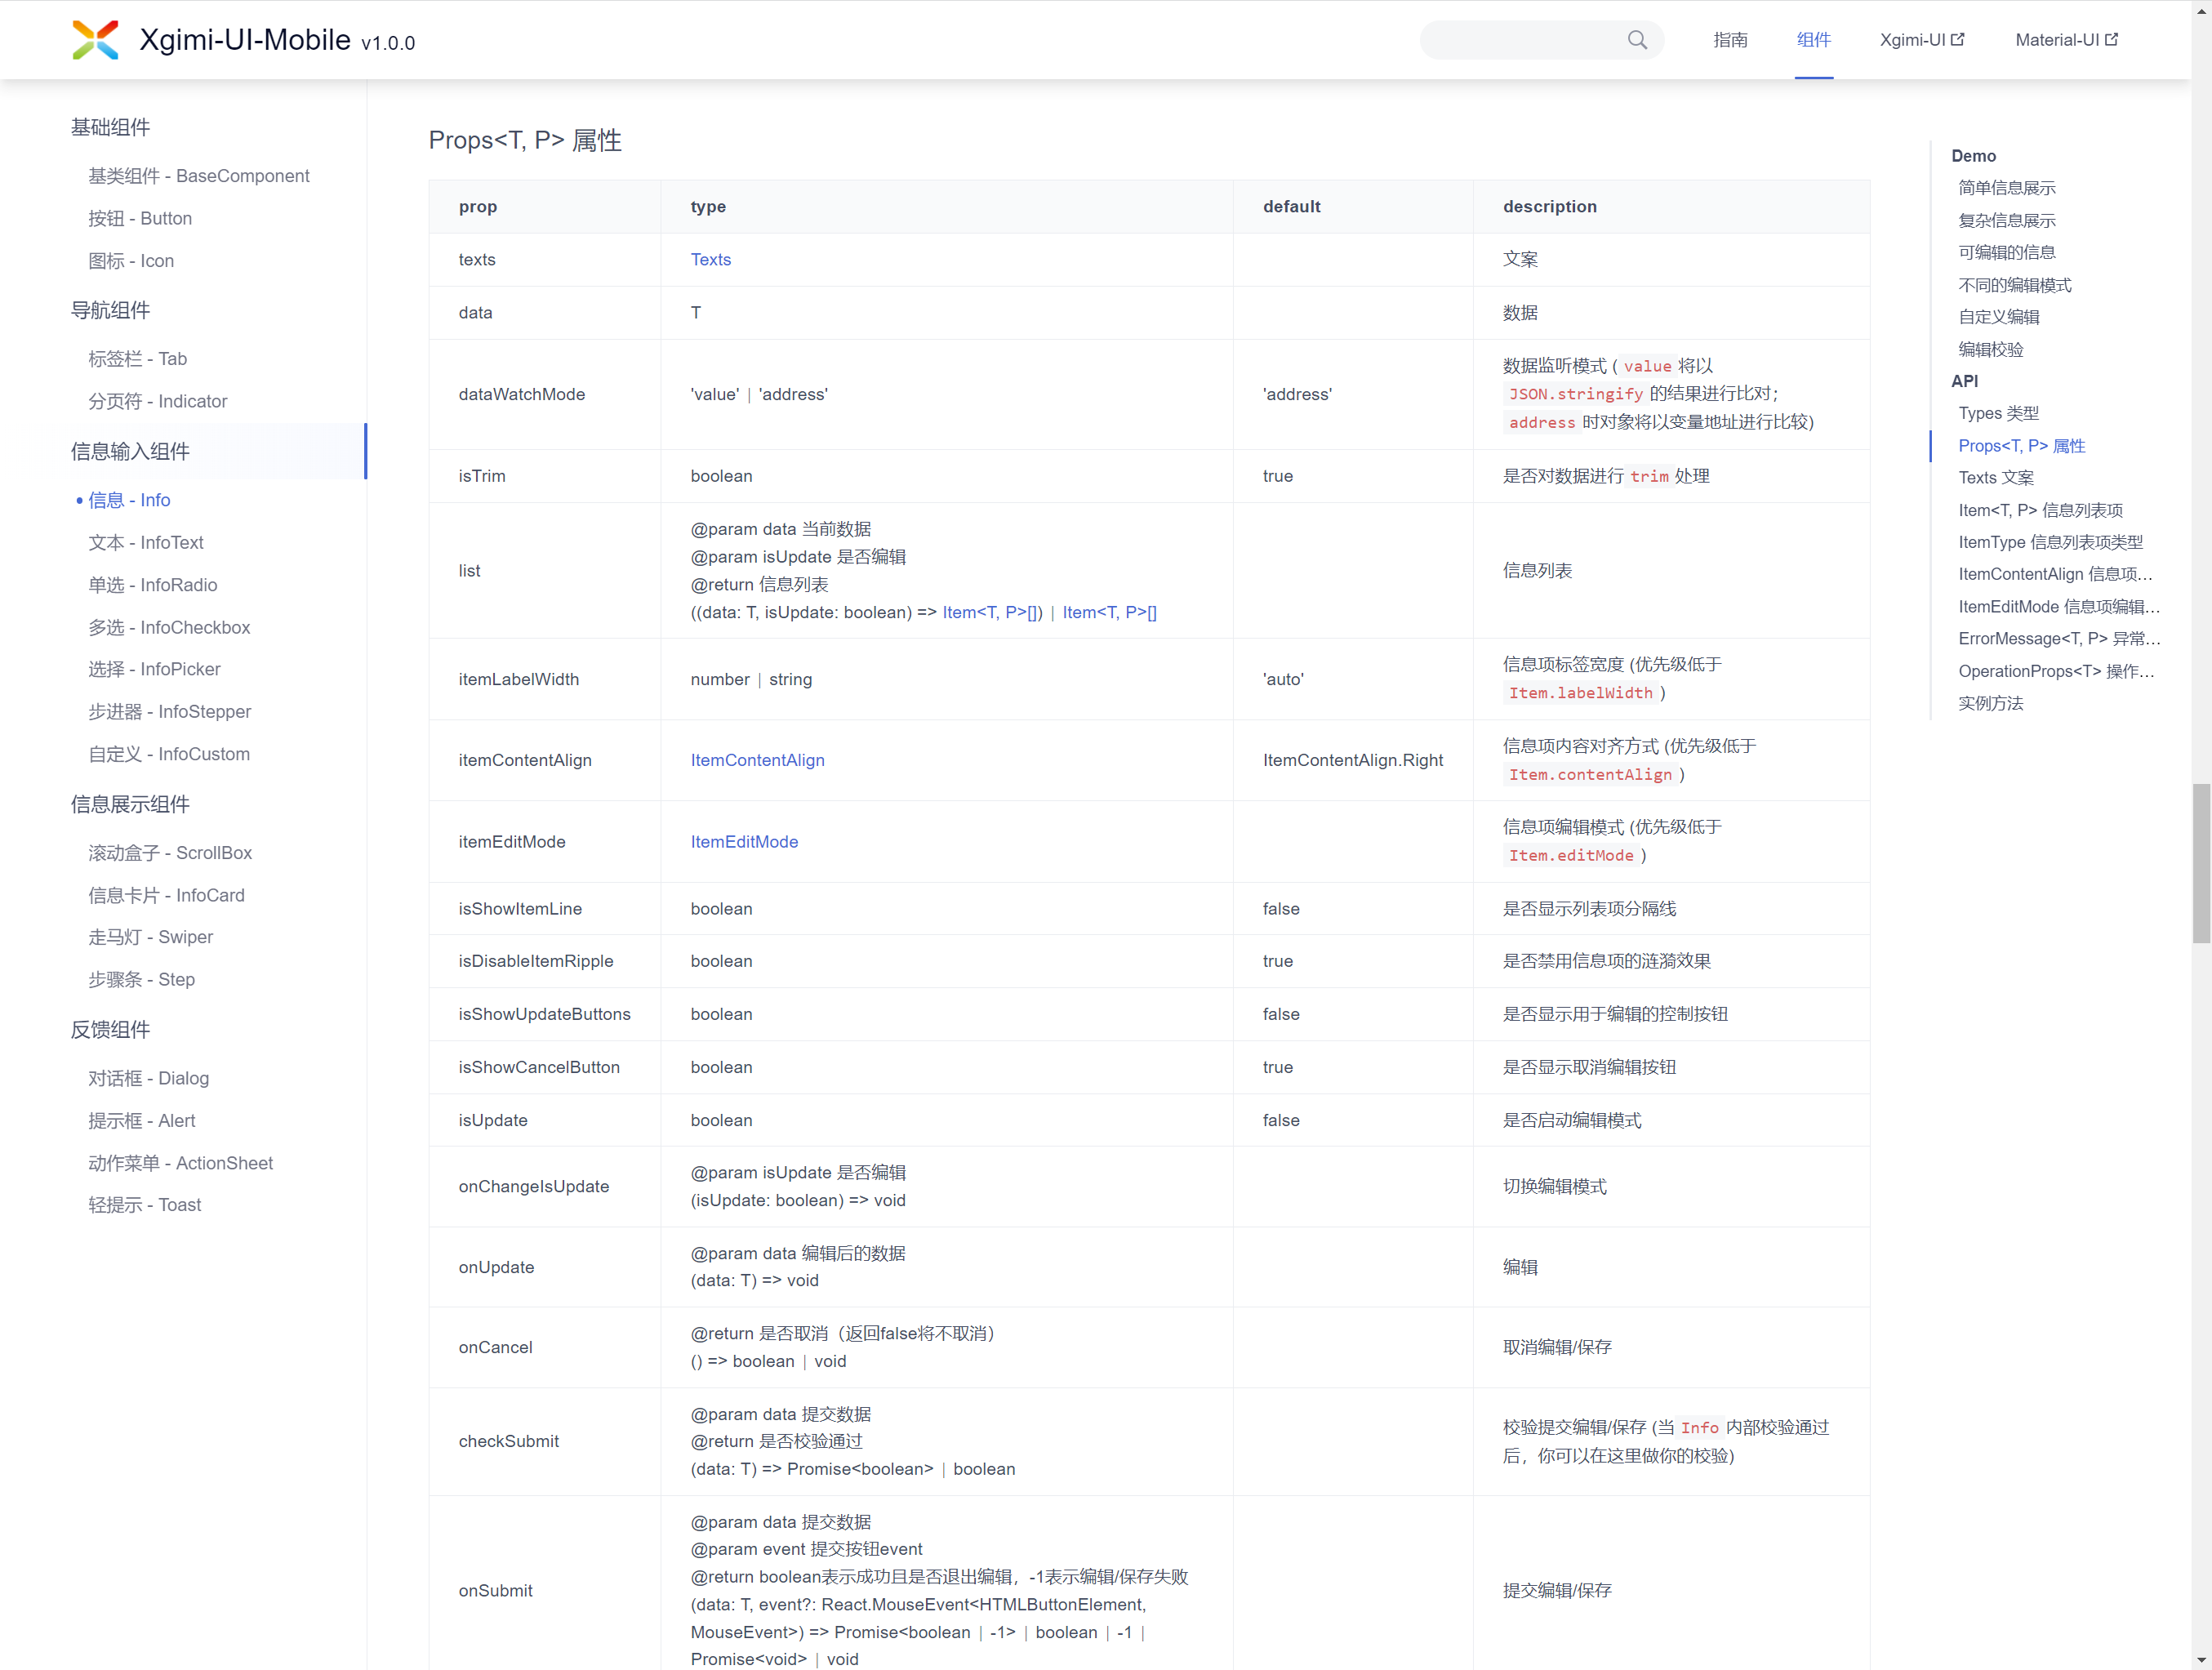 Xgimi-UI-Mobile v1.0.0
指南
组件
Xgimi-UI
Material-UI
基础组件
基类组件 - BaseComponent
按钮 - Button
图标 - Icon
导航组件
标签栏 - Tab
分页符 - Indicator
信息输入组件
信息 - Info
文本 - InfoText
单选 - InfoRadio
多选 - InfoCheckbox
选择 - InfoPicker
步进器 - InfoStepper
自定义 - InfoCustom
信息展示组件
滚动盒子 - ScrollBox
信息卡片 - InfoCard
走马灯 - Swiper
步骤条 - Step
反馈组件
对话框 - Dialog
提示框 - Alert
动作菜单 - ActionSheet
轻提示 - Toast
Props<T, P> 属性
prop type default description
texts Texts 文案
data T 数据
dataWatchMode 'value' | 'address' 'address' 数据监听模式 ( value 将以
JSON.stringify 的结果进行比对；
address 时对象将以变量地址进行比较)
isTrim boolean true 是否对数据进行 trim 处理
list
@param data 当前数据
@param isUpdate 是否编辑
@return 信息列表
((data: T, isUpdate: boolean) => Item<T, P>[]) | Item<T, P>[]
信息列表
itemLabelWidth number | string 'auto' 信息项标签宽度 (优先级低于
Item.labelWidth )
itemContentAlign ItemContentAlign ItemContentAlign.Right 信息项内容对齐方式 (优先级低于
Item.contentAlign )
itemEditMode ItemEditMode 信息项编辑模式 (优先级低于
Item.editMode )
isShowItemLine boolean false 是否显示列表项分隔线
isDisableItemRipple boolean true 是否禁用信息项的涟漪效果
isShowUpdateButtons boolean false 是否显示用于编辑的控制按钮
isShowCancelButton boolean true 是否显示取消编辑按钮
isUpdate boolean false 是否启动编辑模式
onChangeIsUpdate
@param isUpdate 是否编辑
(isUpdate: boolean) => void
切换编辑模式
onUpdate
@param data 编辑后的数据
(data: T) => void
编辑
onCancel
@return 是否取消（返回false将不取消）
() => boolean | void
取消编辑/保存
checkSubmit
@param data 提交数据
@return 是否校验通过
(data: T) => Promise<boolean> | boolean
校验提交编辑/保存 (当 Info 内部校验通过
后，你可以在这里做你的校验)
onSubmit
@param data 提交数据
@param event 提交按钮event
@return boolean表示成功且是否退出编辑，-1表示编辑/保存失败
(data: T, event?: React.MouseEvent<HTMLButtonElement,
MouseEvent>) => Promise<boolean | -1> | boolean | -1 |
Promise<void> | void
提交编辑/保存
Demo
简单信息展示
复杂信息展示
可编辑的信息
不同的编辑模式
自定义编辑
编辑校验
API
Types 类型
Props<T, P> 属性
Texts 文案
Item<T, P> 信息列表项
ItemType 信息列表项类型
ItemContentAlign 信息项…
ItemEditMode 信息项编辑…
ErrorMessage<T, P> 异常…
OperationProps<T> 操作…
实例方法